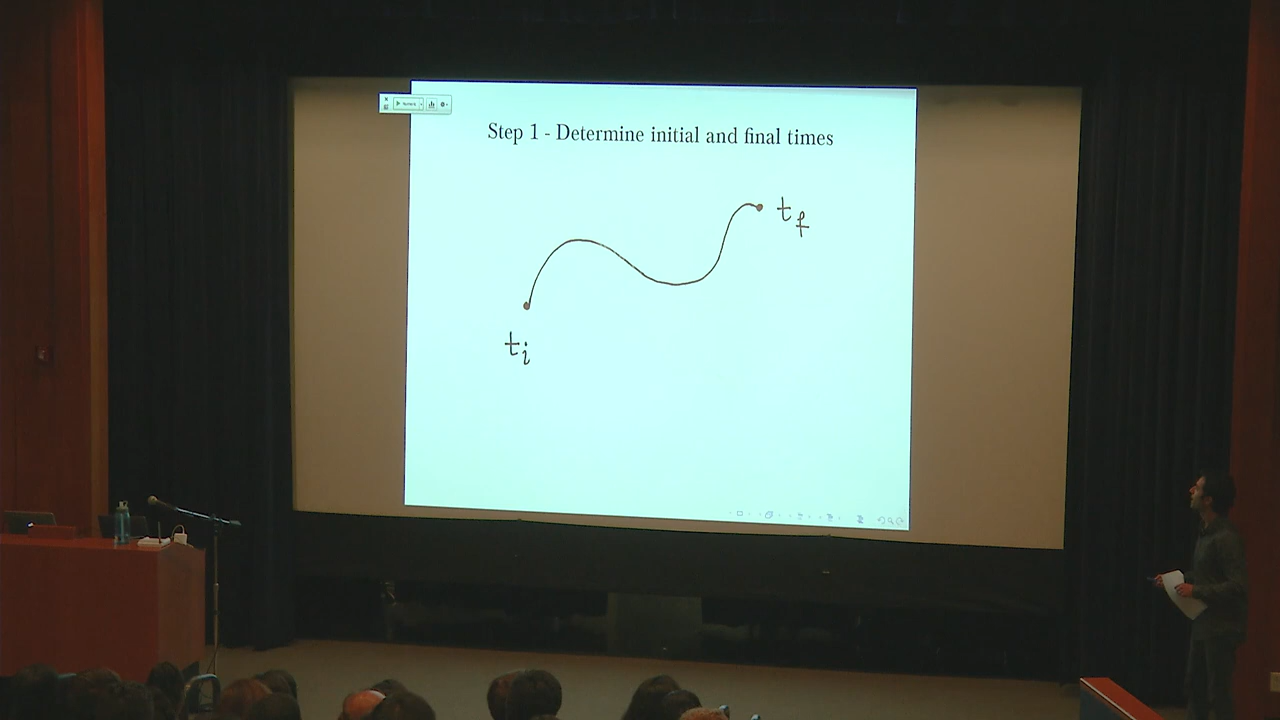 Step 1 - Determine initial and final times
t_f
t_i